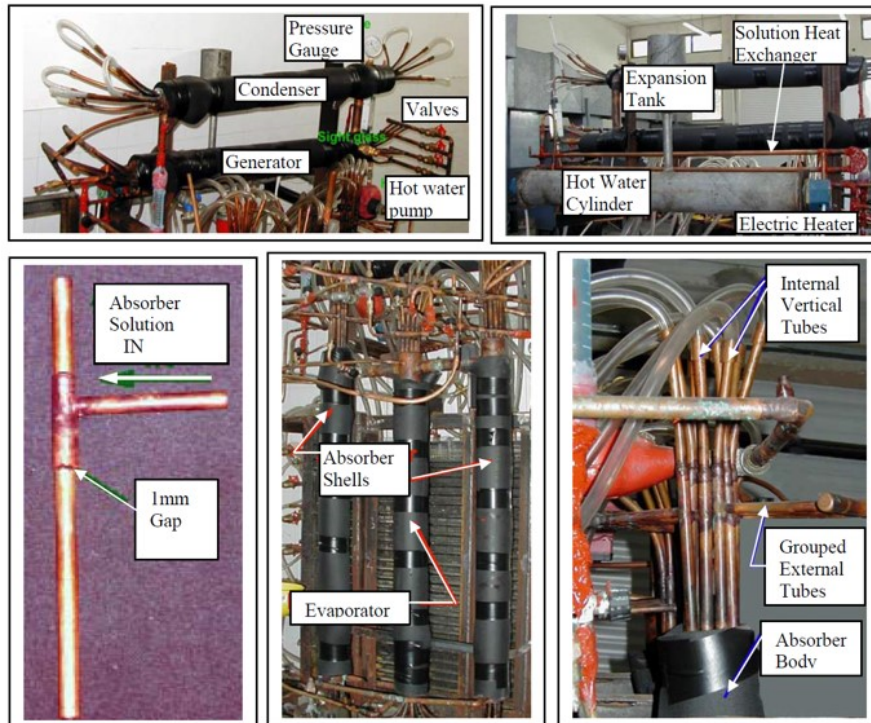 Pressure
Gauge
Condenser
Valves
Sight glass
Generator
Hot water
pump
Solution Heat
Exchanger
Expansion
Tank
Hot Water
Cylinder
Electric Heater
Absorber
Solution
IN
1mm
Gap
Absorber
Shells
Evaporator
Internal
Vertical
Tubes
Grouped
External
Tubes
Absorber
Body